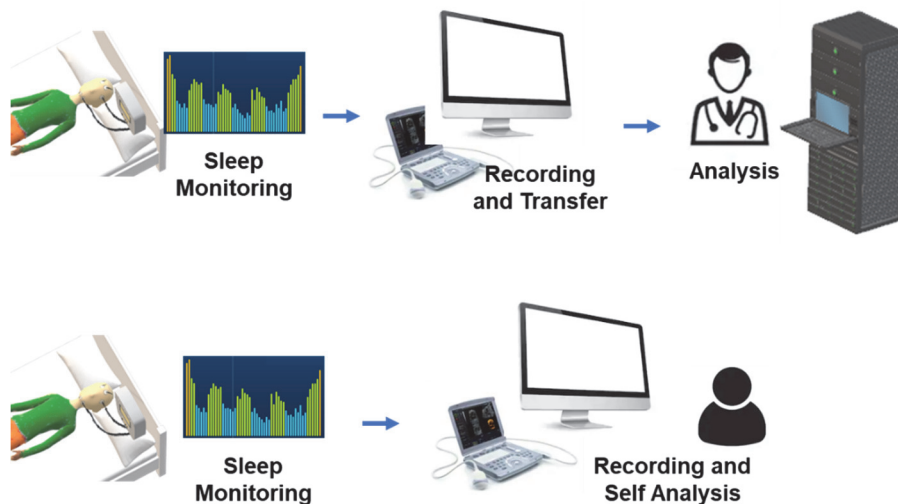 Sleep
Monitoring
Recording
and Transfer
Analysis
Sleep
Monitoring
Recording and
Self Analysis